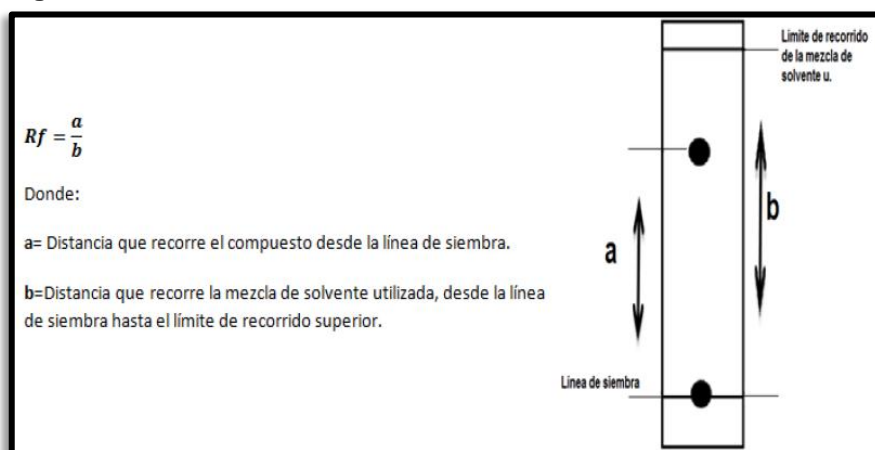 Límite de recorrido
de la mezcla de
solvente u.
Rf = a/b
Donde:
a= Distancia que recorre el compuesto desde la línea de siembra.
b=Distancia que recorre la mezcla de solvente utilizada, desde la línea
de siembra hasta el límite de recorrido superior.
a
b
Línea de siembra